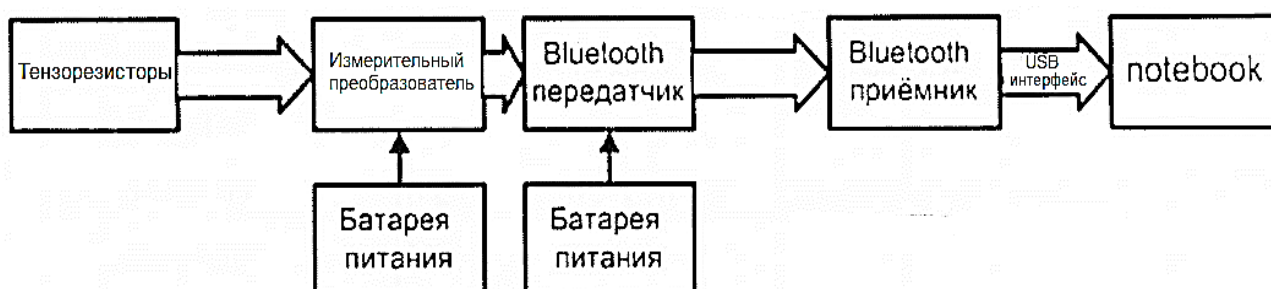 Тензорезисторы
Измерительный
преобразователь
Bluetooth
передатчик
Bluetooth
приёмник
USB
интерфейс
notebook
Батарея
питания
Батарея
питания